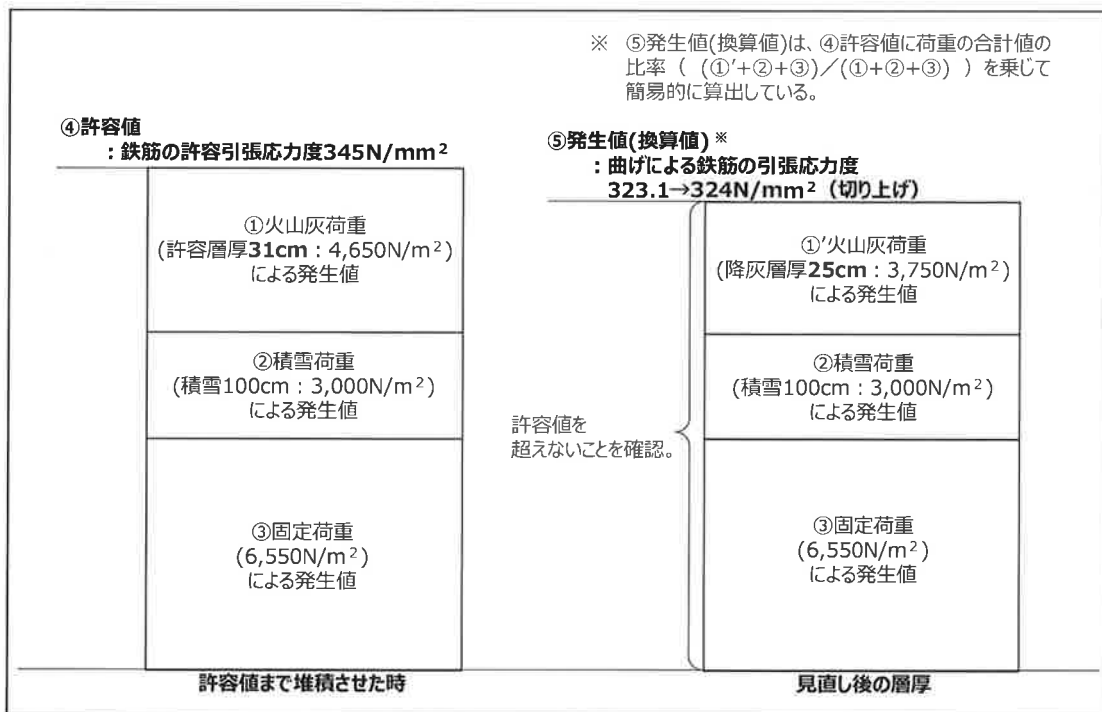 ※ ⑤発生値(換算値)は、④許容値に荷重の合計値の
比率（ (①'+②+③)／(①+②+③) ）を乗じて
簡易的に算出している。
④許容値
：鉄筋の許容引張応力度345N/mm²
⑤発生値(換算値)※
：曲げによる鉄筋の引張応力度
323.1→324N/mm²（切り上げ）
①火山灰荷重
(許容層厚31cm：4,650N/m²)
による発生値
②積雪荷重
(積雪100cm：3,000N/m²)
による発生値
③固定荷重
(6,550N/m²)
による発生値
許容値まで堆積させた時
許容値を
超えないことを確認。
①'火山灰荷重
(降灰層厚25cm：3,750N/m²)
による発生値
②積雪荷重
(積雪100cm：3,000N/m²)
による発生値
③固定荷重
(6,550N/m²)
による発生値
見直し後の層厚